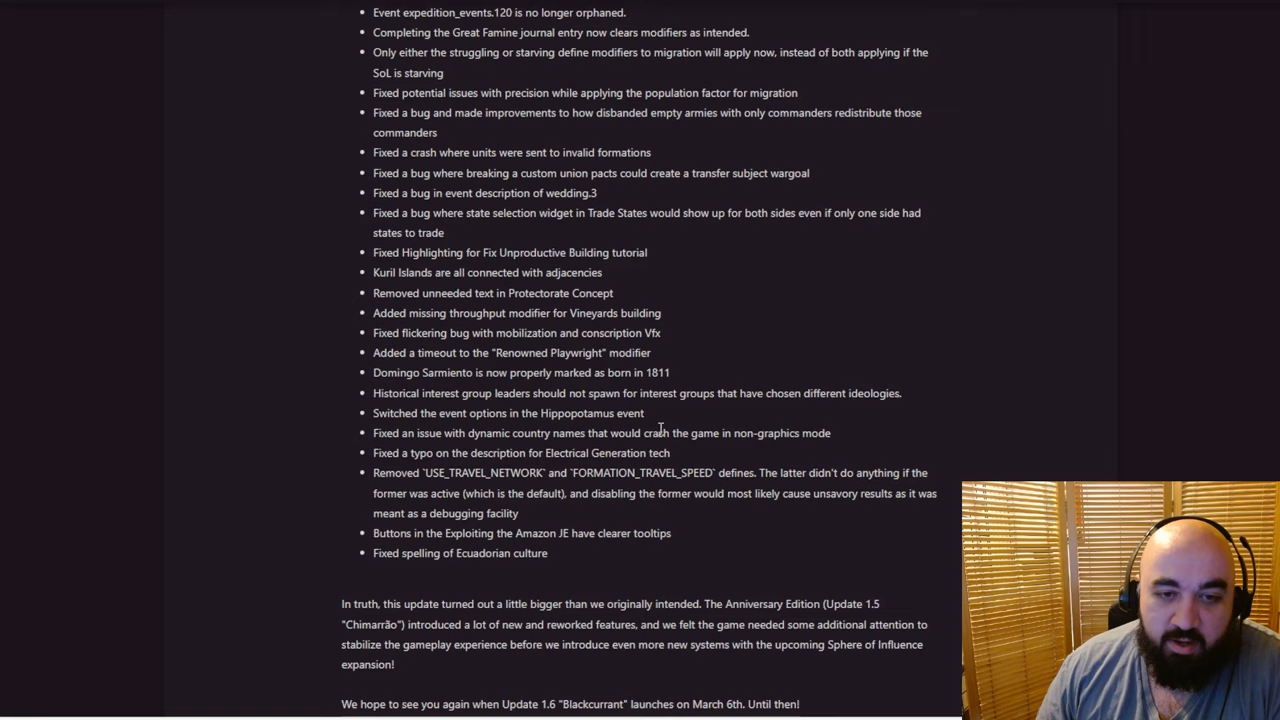 Event expedition_events.120 is no longer orphaned.
Completing the Great Famine journal entry now clears modifiers as intended.
Only either the struggling or starving define modifiers to migration will apply now, instead of both applying if the
SoL is starving
Fixed potential issues with precision while applying the population factor for migration
Fixed a bug and made improvements to how disbanded empty armies with only commanders redistribute those
commanders
Fixed a crash where units were sent to invalid formations
Fixed a bug where breaking a custom union pacts could create a transfer subject wargoal
Fixed a bug in event description of wedding.3
Fixed a bug where state selection widget in Trade States would show up for both sides even if only one side had
states to trade
Fixed Highlighting for Fix Unproductive Building tutorial
Kuril Islands are all connected with adjacencies
Removed unneeded text in Protectorate Concept
Added missing throughput modifier for Vineyards building
Fixed flickering bug with mobilization and conscription Vfx
Added a timeout to the "Renowned Playwright" modifier
Domingo Sarmiento is now properly marked as born in 1811
Historical interest group leaders should not spawn for interest groups that have chosen different ideologies.
Switched the event options in the Hippopotamus event
Fixed an issue with dynamic country names that would crash the game in non-graphics mode
Fixed a typo on the description for Electrical Generation tech
Removed `USE_TRAVEL_NETWORK` and `FORMATION_TRAVEL_SPEED` defines. The latter didn't do anything if the
former was active (which is the default), and disabling the former would most likely cause unsavory results as it was
meant as a debugging facility
Buttons in the Exploiting the Amazon JE have clearer tooltips
Fixed spelling of Ecuadorian culture
In truth, this update turned out a little bigger than we originally intended. The Anniversary Edition (Update 1.5
"Chimarrão") introduced a lot of new and reworked features, and we felt the game needed some additional attention to
stabilize the gameplay experience before we introduce even more new systems with the upcoming Sphere of Influence
expansion!
We hope to see you again when Update 1.6 "Blackcurrant" launches on March 6th. Until then!